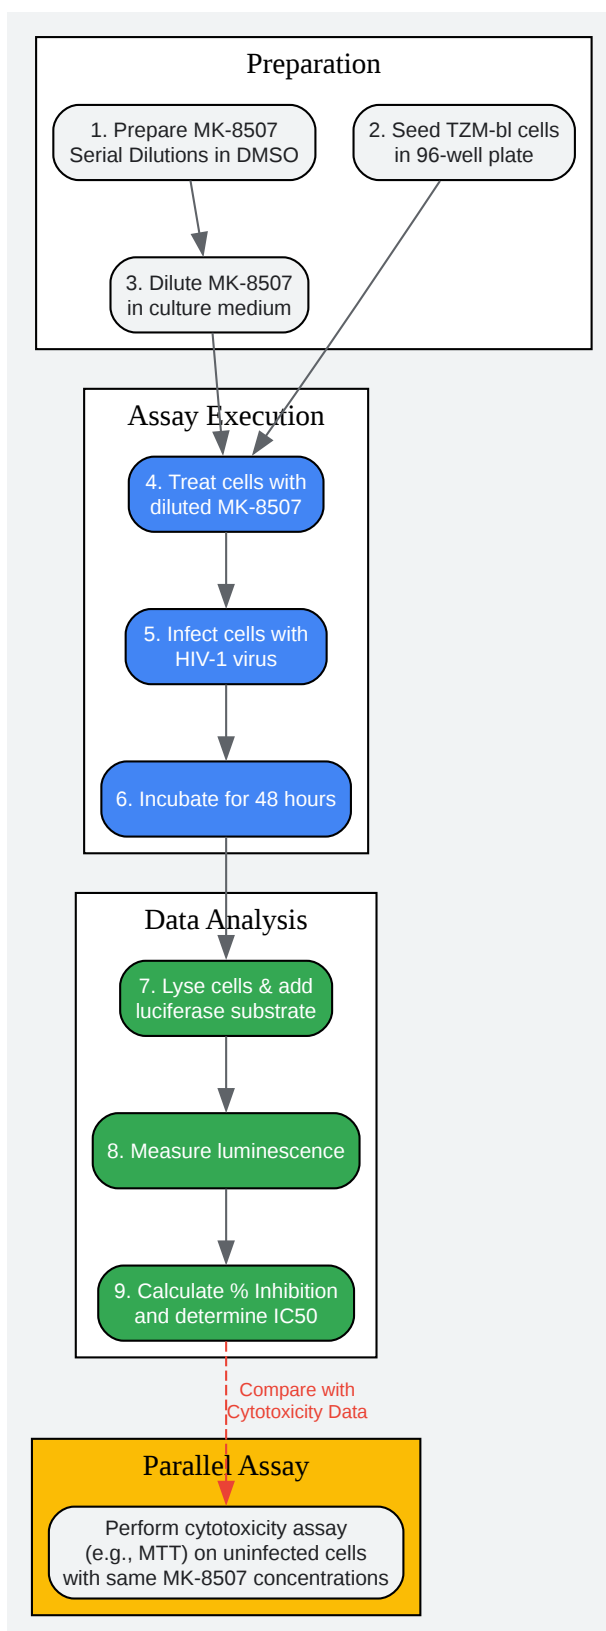 Preparation
1. Prepare MK-8507
Serial Dilutions in DMSO
2. Seed TZM-bl cells
in 96-well plate
3. Dilute MK-8507
in culture medium
Assay Execution
4. Treat cells with
diluted MK-8507
5. Infect cells with
HIV-1 virus
6. Incubate for 48 hours
Data Analysis
7. Lyse cells & add
luciferase substrate
8. Measure luminescence
9. Calculate % Inhibition
and determine IC50
Compare with
Cytotoxicity Data
Parallel Assay
Perform cytotoxicity assay
(e.g., MTT) on uninfected cells
with same MK-8507 concentrations